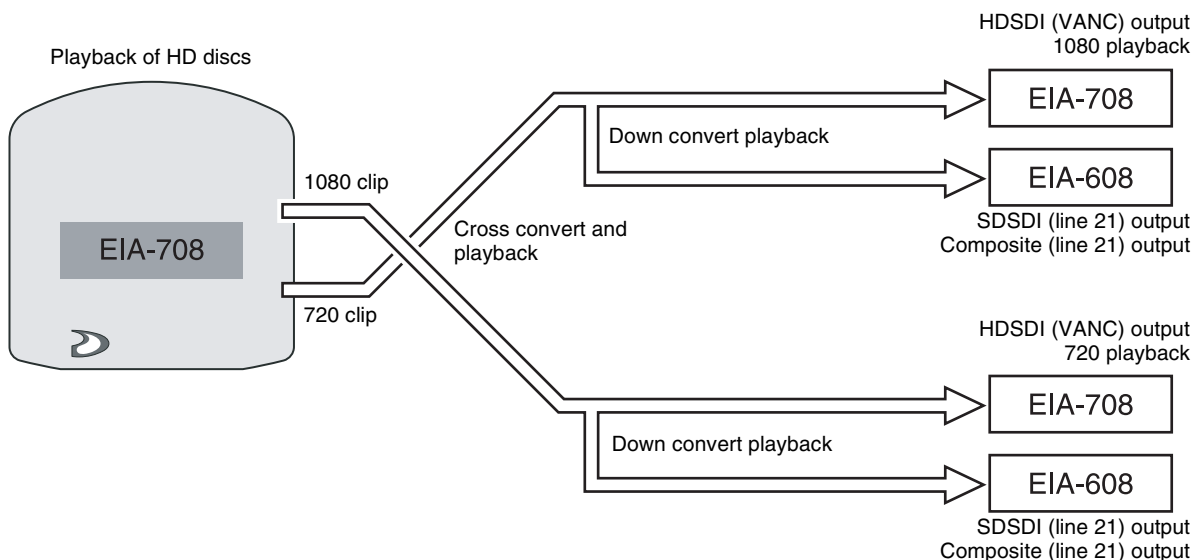 Playback of HD discs
EIA-708
1080 clip
720 clip
Cross convert and
playback
Down convert playback
HDSDI (VANC) output
1080 playback
EIA-708
EIA-608
SDSDI (line 21) output
Composite (line 21) output
Down convert playback
HDSDI (VANC) output
720 playback
EIA-708
EIA-608
SDSDI (line 21) output
Composite (line 21) output